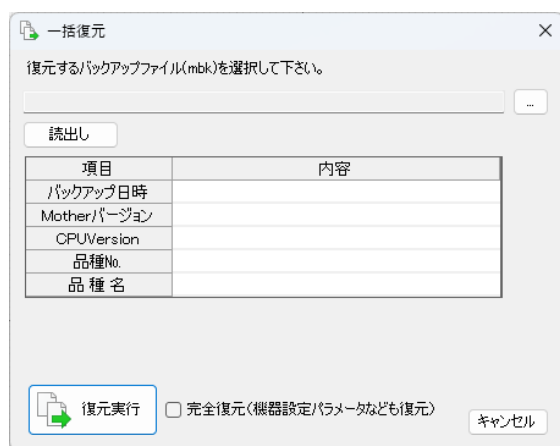 一括復元
復元するバックアップファイル(mbk)を選択して下さい。
...
読出し
項目 内容
バックアップ日時
Motherバージョン
CPUVersion
品種No.
品 種 名
復元実行 完全復元(機器設定パラメータなども復元)
キャンセル